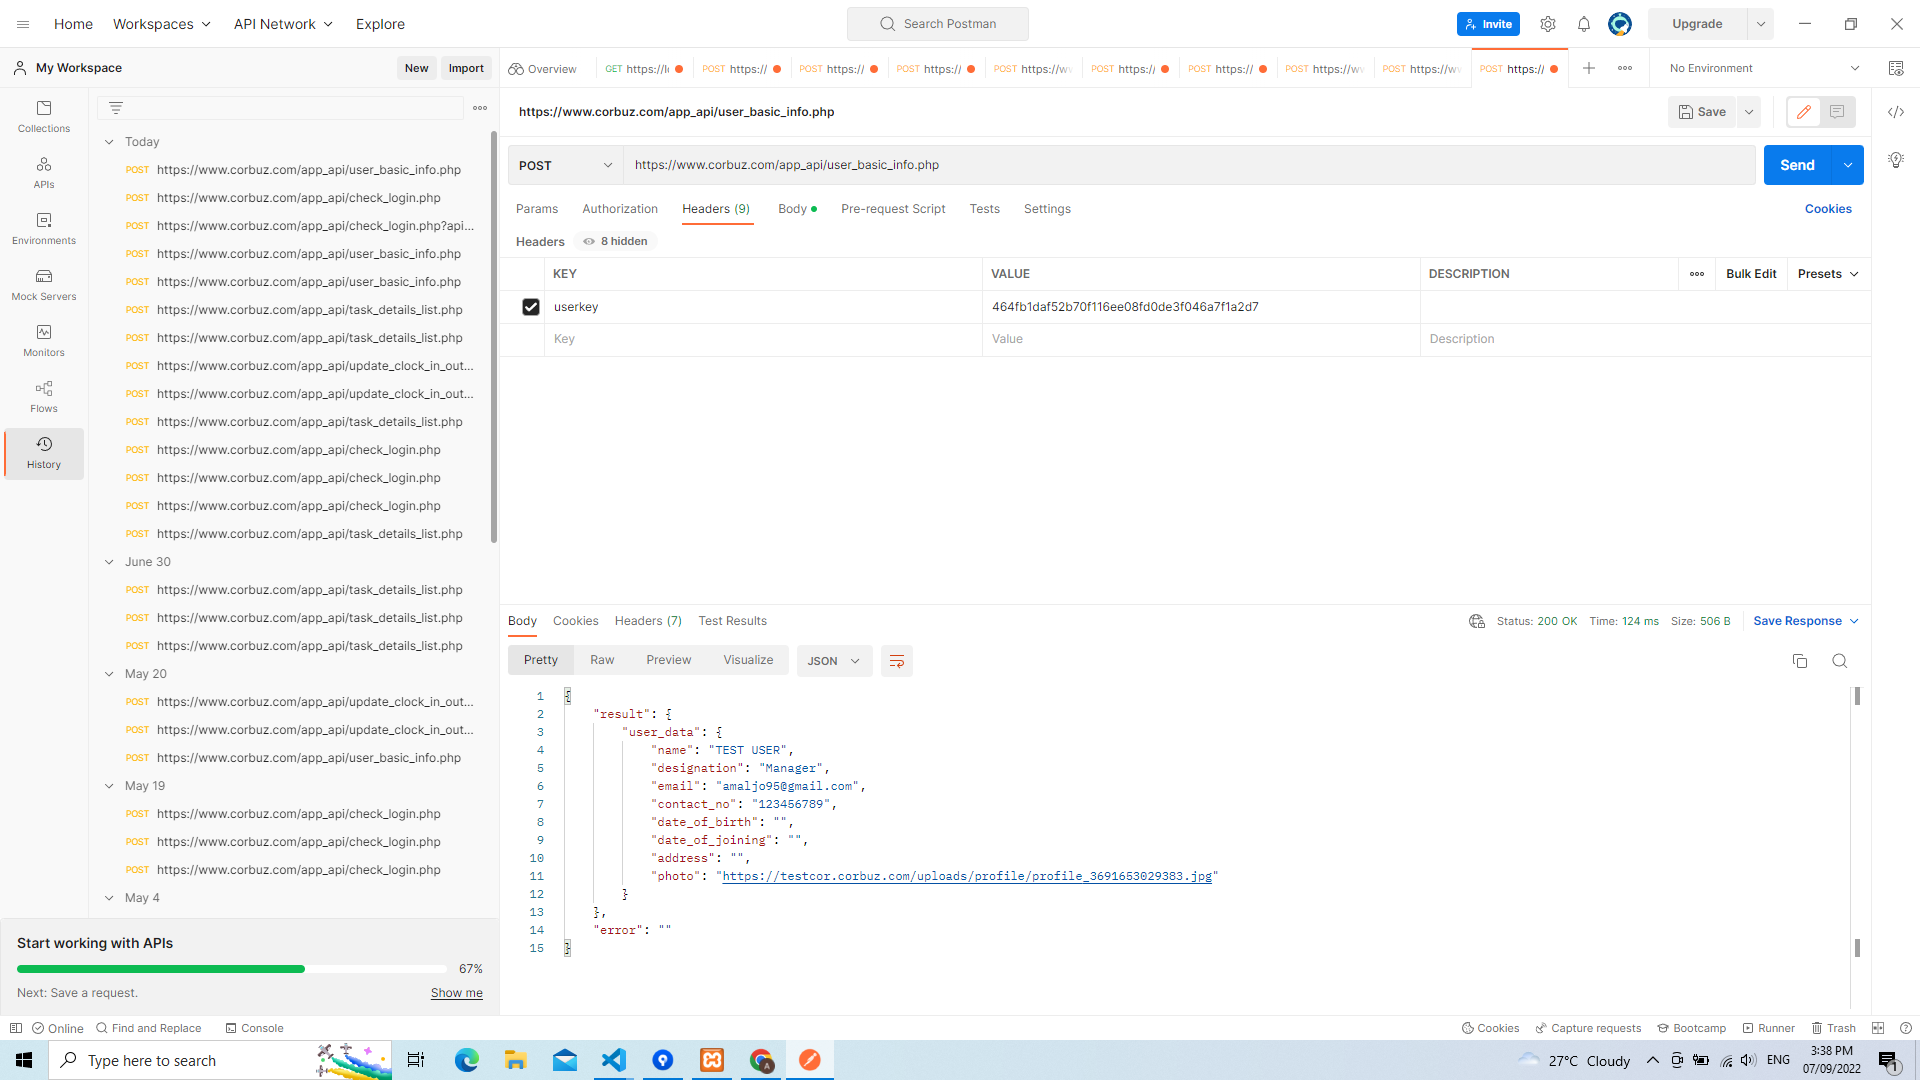 Home
Workspaces
API Network
Explore
Search Postman
Invite
Upgrade
My Workspace
New
Import
Overview
GET https://l
POST https://
POST https://
POST https://
POST https://w
POST https://
POST https://
POST https://w
POST https://w
POST https://
No Environment
Collections
APIs
Environments
Mock Servers
Monitors
Flows
History
Today
POST https://www.corbuz.com/app_api/user_basic_info.php
POST https://www.corbuz.com/app_api/check_login.php
POST https://www.corbuz.com/app_api/check_login.php?api...
POST https://www.corbuz.com/app_api/user_basic_info.php
POST https://www.corbuz.com/app_api/user_basic_info.php
POST https://www.corbuz.com/app_api/task_details_list.php
POST https://www.corbuz.com/app_api/task_details_list.php
POST https://www.corbuz.com/app_api/update_clock_in_out...
POST https://www.corbuz.com/app_api/update_clock_in_out...
POST https://www.corbuz.com/app_api/task_details_list.php
POST https://www.corbuz.com/app_api/check_login.php
POST https://www.corbuz.com/app_api/check_login.php
POST https://www.corbuz.com/app_api/check_login.php
POST https://www.corbuz.com/app_api/task_details_list.php
June 30
POST https://www.corbuz.com/app_api/task_details_list.php
POST https://www.corbuz.com/app_api/task_details_list.php
POST https://www.corbuz.com/app_api/task_details_list.php
May 20
POST https://www.corbuz.com/app_api/update_clock_in_out...
POST https://www.corbuz.com/app_api/update_clock_in_out...
POST https://www.corbuz.com/app_api/user_basic_info.php
May 19
POST https://www.corbuz.com/app_api/check_login.php
POST https://www.corbuz.com/app_api/check_login.php
POST https://www.corbuz.com/app_api/check_login.php
May 4
Start working with APIs
67%
Next: Save a request.
Show me
https://www.corbuz.com/app_api/user_basic_info.php
Save
POST
https://www.corbuz.com/app_api/user_basic_info.php
Send
Params
Authorization
Headers (9)
Body
Pre-request Script
Tests
Settings
Cookies
Headers
8 hidden
KEY
VALUE
DESCRIPTION
Bulk Edit
Presets
userkey
464fb1daf52b70f116ee08fd0de3f046a7f1a2d7
Key
Value
Description
Body
Cookies
Headers (7)
Test Results
Status: 200 OK
Time: 124 ms
Size: 506 B
Save Response
Pretty
Raw
Preview
Visualize
JSON
1 {
2 "result": {
3 "user_data": {
4 "name": "TEST USER",
5 "designation": "Manager",
6 "email": "amaljo95@gmail.com",
7 "contact_no": "123456789",
8 "date_of_birth": "",
9 "date_of_joining": "",
10 "address": "",
11 "photo": "https://testcor.corbuz.com/uploads/profile/profile_3691653029383.jpg"
12 }
13 },
14 "error": ""
15 }
Online
Find and Replace
Console
Cookies
Capture requests
Bootcamp
Runner
Trash
Type here to search
27°C Cloudy
ENG
3:38 PM
07/09/2022
1